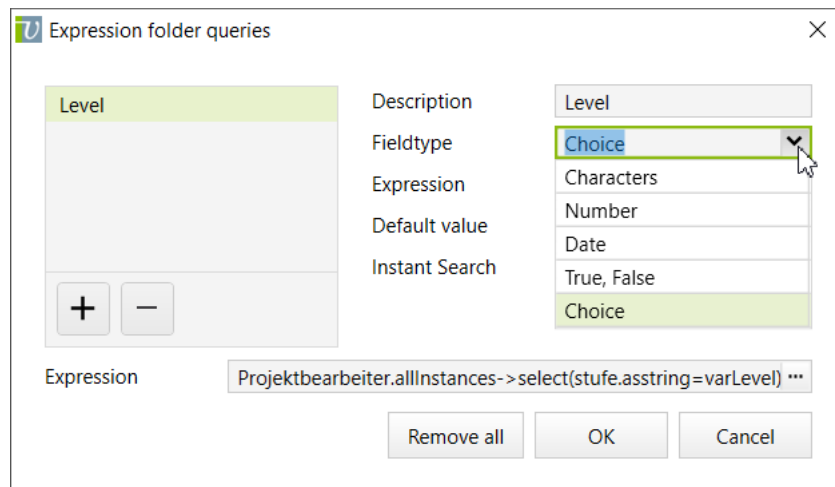 Expression folder queries
Level
Description Level
Fieldtype Choice
Expression Characters
Number
Default value
Date
Instant Search
True, False
Choice
Expression Projektbearbeiter.allInstances->select(stufe.asstring=varLevel) ...
Remove all OK Cancel